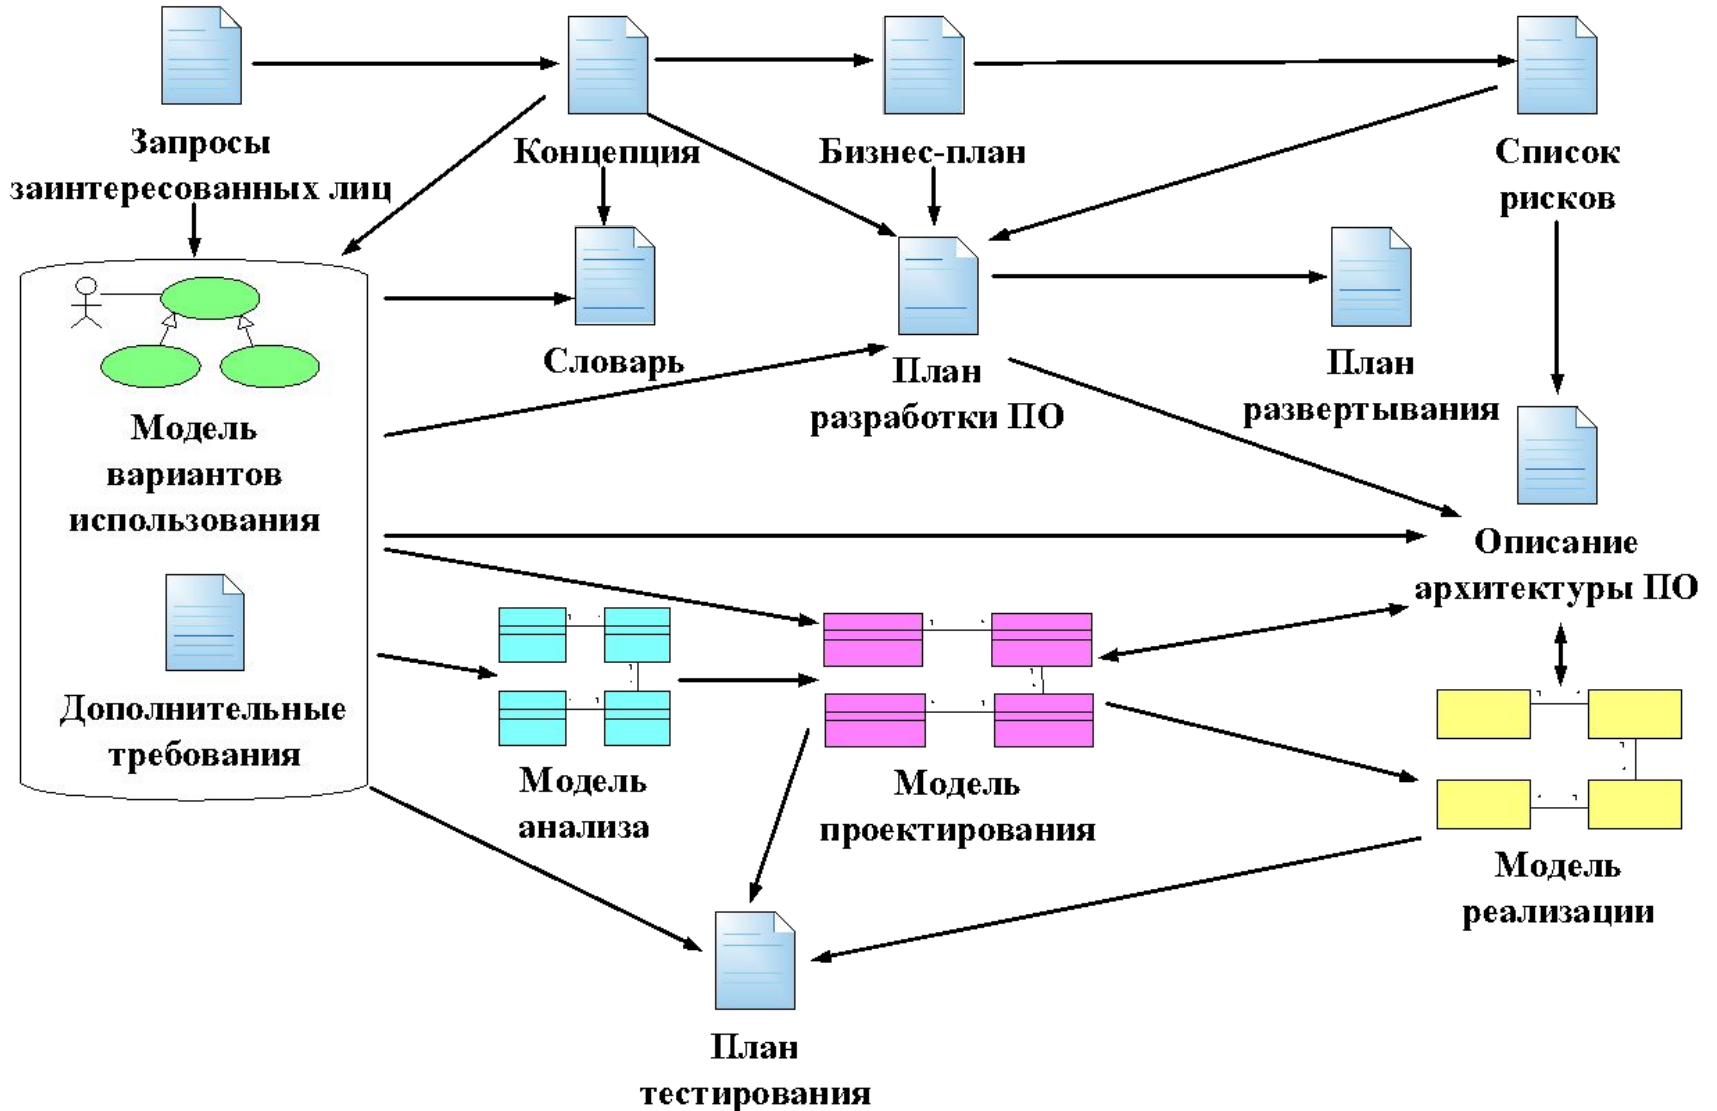 Запросы
заинтересованных лиц
Концепция
Бизнес-план
Список
рисков
Словарь
План
разработки ПО
План
развертывания
Модель
вариантов
использования
Описание
архитектуры ПО
Дополнительные
требования
Модель
анализа
Модель
проектирования
Модель
реализации
План
тестирования